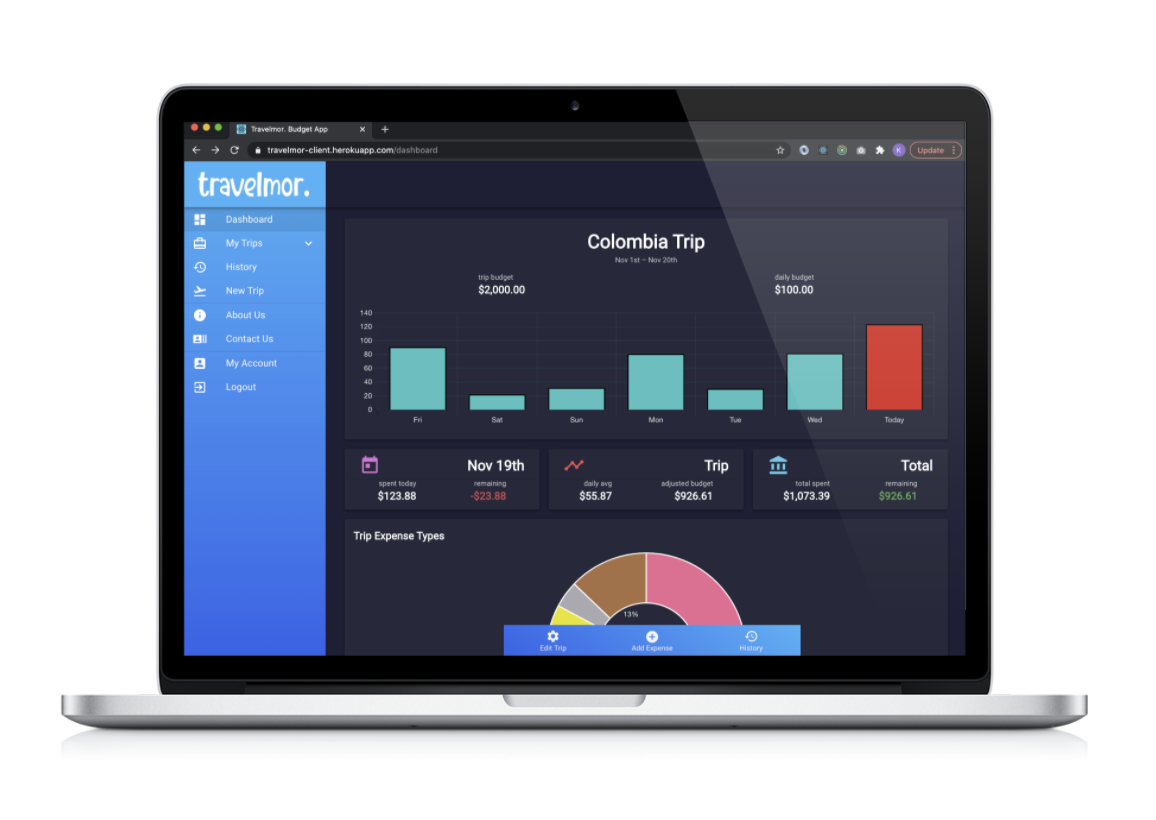 Travelmor. Budget App
travelmor-client.herokuapp.com/dashboard
K
Update
travelmor.
Dashboard
My Trips
History
New Trip
About Us
Contact Us
My Account
Logout
Colombia Trip
Nov 1st – Nov 20th
trip budget
$2,000.00
daily budget
$100.00
140
120
100
80
60
40
20
0
Fri
Sat
Sun
Mon
Tue
Wed
Today
Nov 19th
spent today
$123.88
remaining
-$23.88
Trip
daily avg
$55.87
adjusted budget
$926.61
Total
total spent
$1,073.39
remaining
$926.61
Trip Expense Types
13%
Edit Trip
Add Expense
History